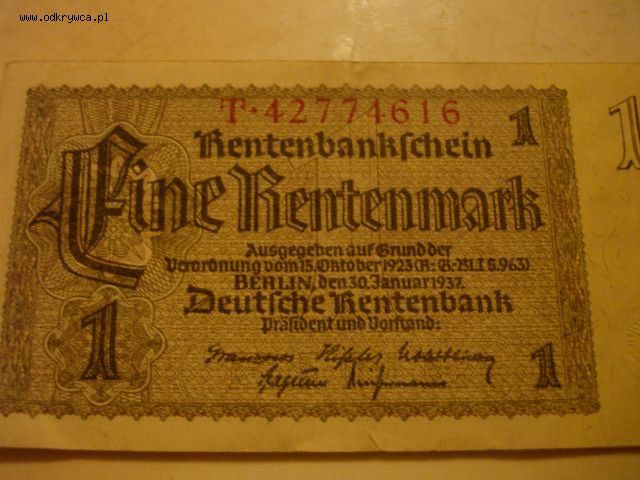 www.odkrywca.pl
T·42774616
1
1
Rentenbankschein
Eine Rentenmark
Ausgegeben auf Grund der
Verordnung vom 15. Oktober 1923 (R.-G-Bl.I S.963)
BERLIN, den 30. Januar 1937.
Deutsche Rentenbank
Präsident und Vorstand:
1
1